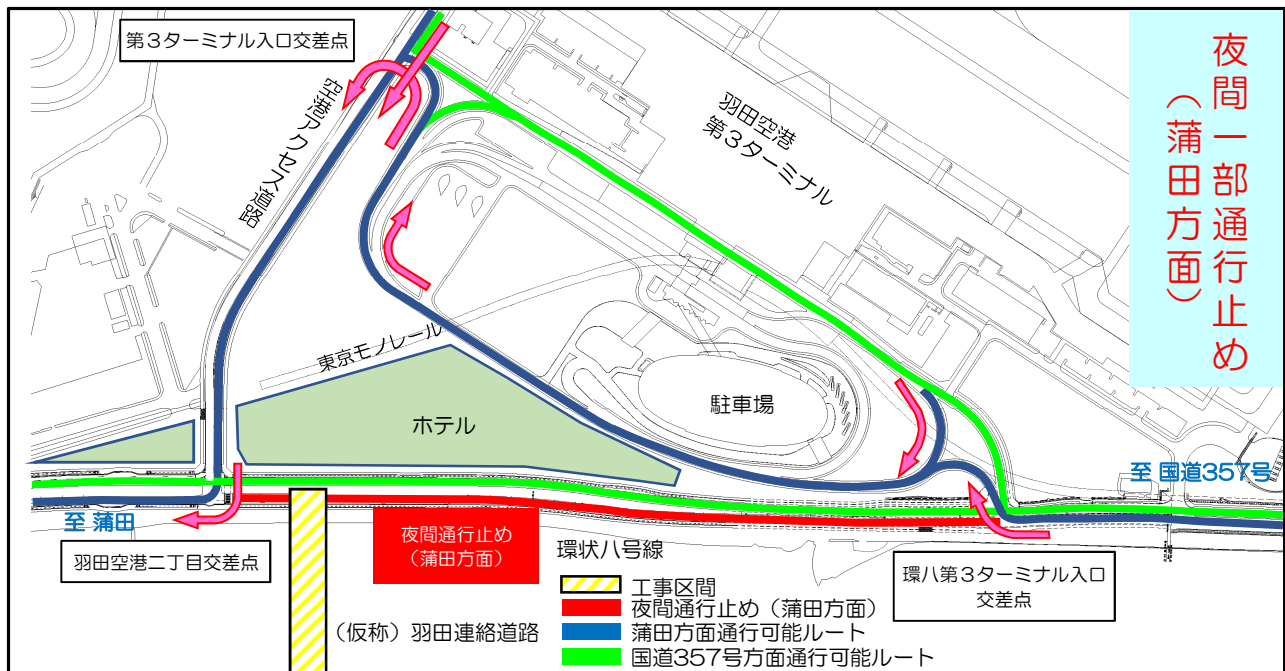 第3ターミナル入口交差点
空港アクセス道路
羽田空港
第3ターミナル
夜間一部通行止め
（蒲田方面）
東京モノレール
ホテル
駐車場
至 国道357号
至 蒲田
羽田空港二丁目交差点
夜間通行止め
（蒲田方面）
環状八号線
環八第3ターミナル入口
交差点
（仮称）羽田連絡道路
工事区間
夜間通行止め（蒲田方面）
蒲田方面通行可能ルート
国道357号方面通行可能ルート